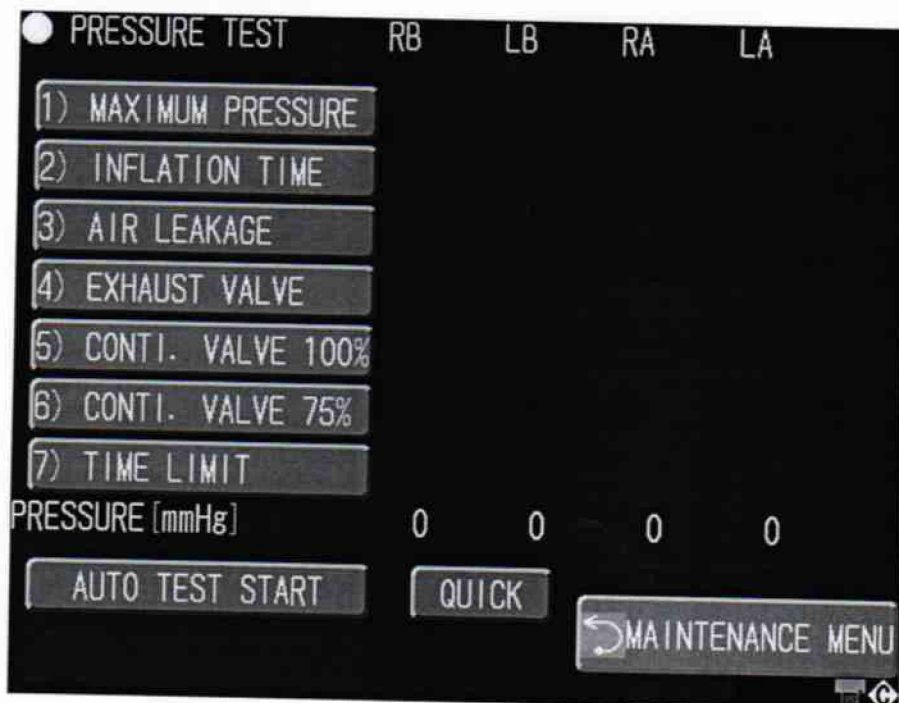 PRESSURE TEST RB LB RA LA
1) MAXIMUM PRESSURE
2) INFLATION TIME
3) AIR LEAKAGE
4) EXHAUST VALVE
5) CONTI. VALVE 100%
6) CONTI. VALVE 75%
7) TIME LIMIT
PRESSURE [mmHg] 0 0 0 0
AUTO TEST START QUICK
MAINTENANCE MENU
C